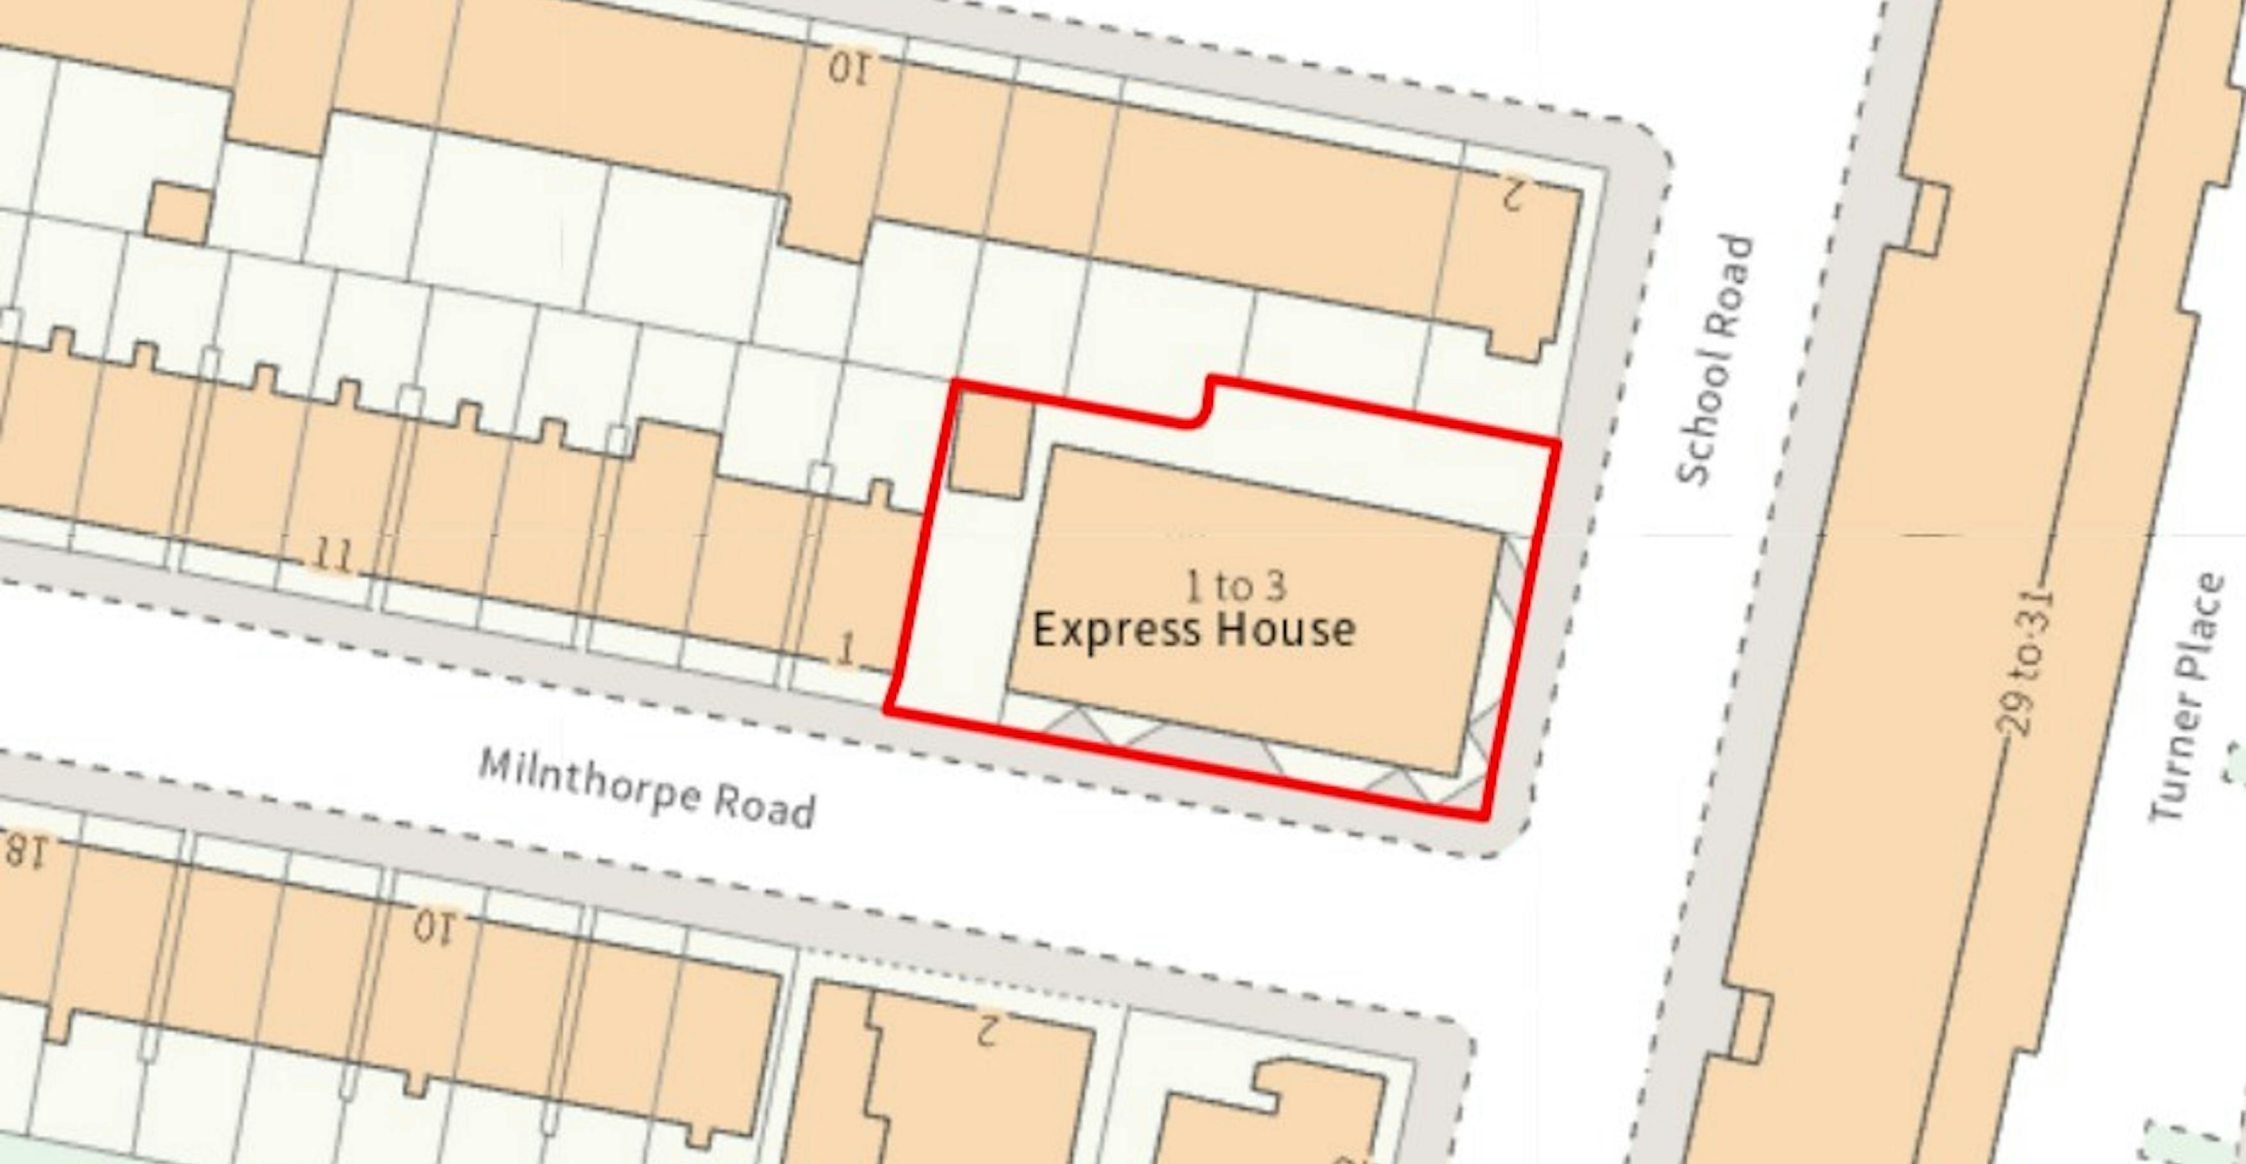 10
2
School Road
11
1 to 3
Express House
1
29 to 31
Turner Place
Milnthorpe Road
18
10
2